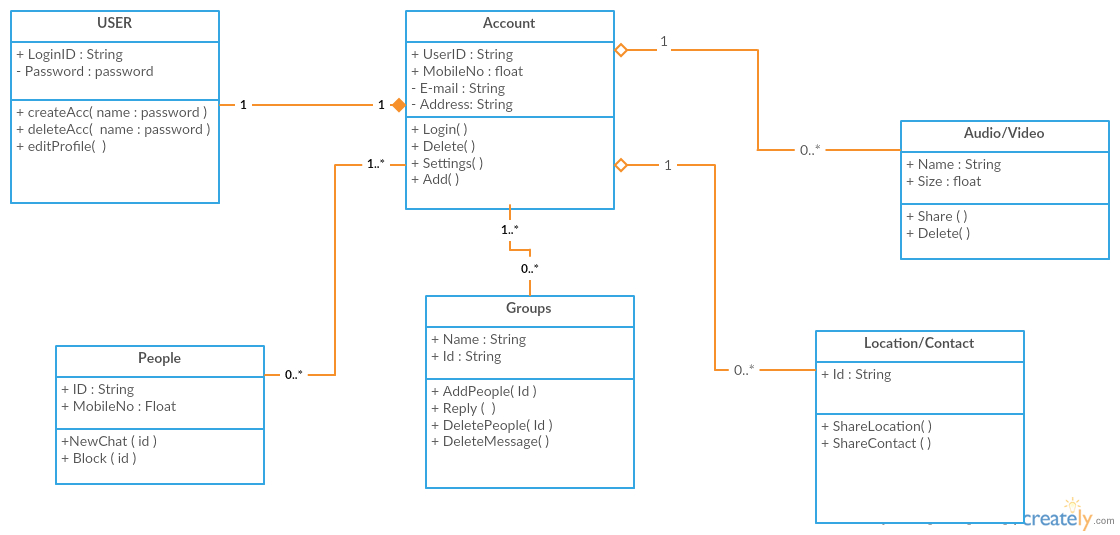 USER
+ LoginID : String
- Password : password
+ createAcc( name : password )
+ deleteAcc(  name : password )
+ editProfile(  )
1
1
Account
+ UserID : String
+ MobileNo : float
- E-mail : String
- Address: String
+ Login( )
+ Delete( )
+ Settings( )
+ Add( )
1
0..*
Audio/Video
+ Name : String
+ Size : float
+ Share ( )
+ Delete( )
1..*
0..*
People
+ ID : String
+ MobileNo : Float
+NewChat ( id )
+ Block ( id )
1..*
0..*
Groups
+ Name : String
+ Id : String
+ AddPeople( Id )
+ Reply (  )
+ DeletePeople( Id )
+ DeleteMessage( )
1
0..*
Location/Contact
+ Id : String
+ ShareLocation( )
+ ShareContact ( )
creately.com